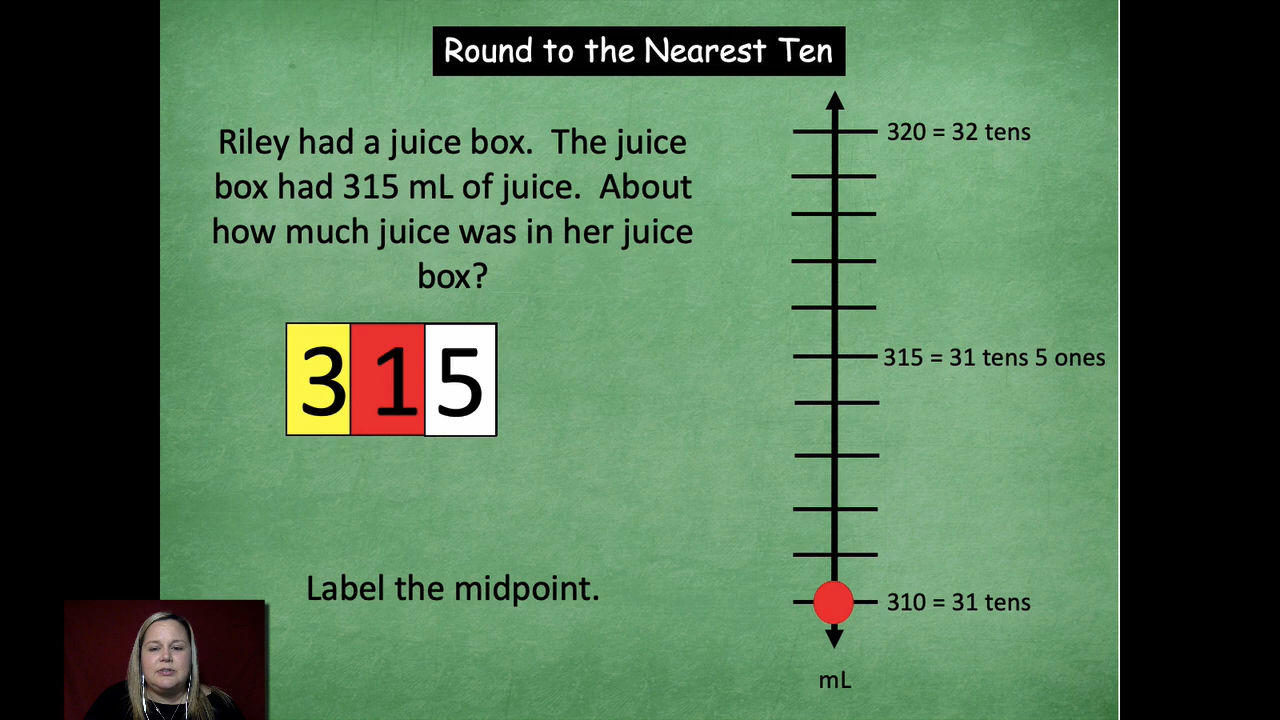 Round to the Nearest Ten
Riley had a juice box. The juice
box had 315 mL of juice. About
how much juice was in her juice
box?
315
Label the midpoint.
320 = 32 tens
315 = 31 tens 5 ones
310 = 31 tens
mL